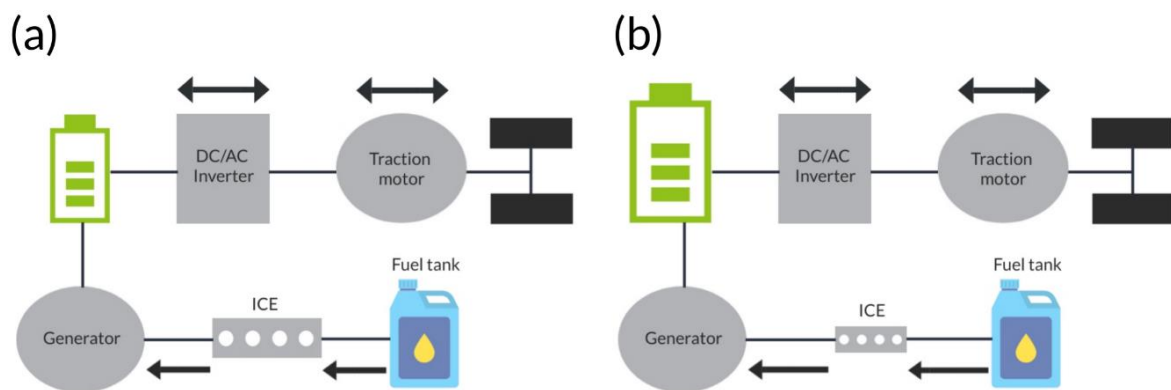 (a)
DC/AC
Inverter
Traction
motor
Fuel tank
ICE
Generator
(b)
DC/AC
Inverter
Traction
motor
Fuel tank
ICE
Generator